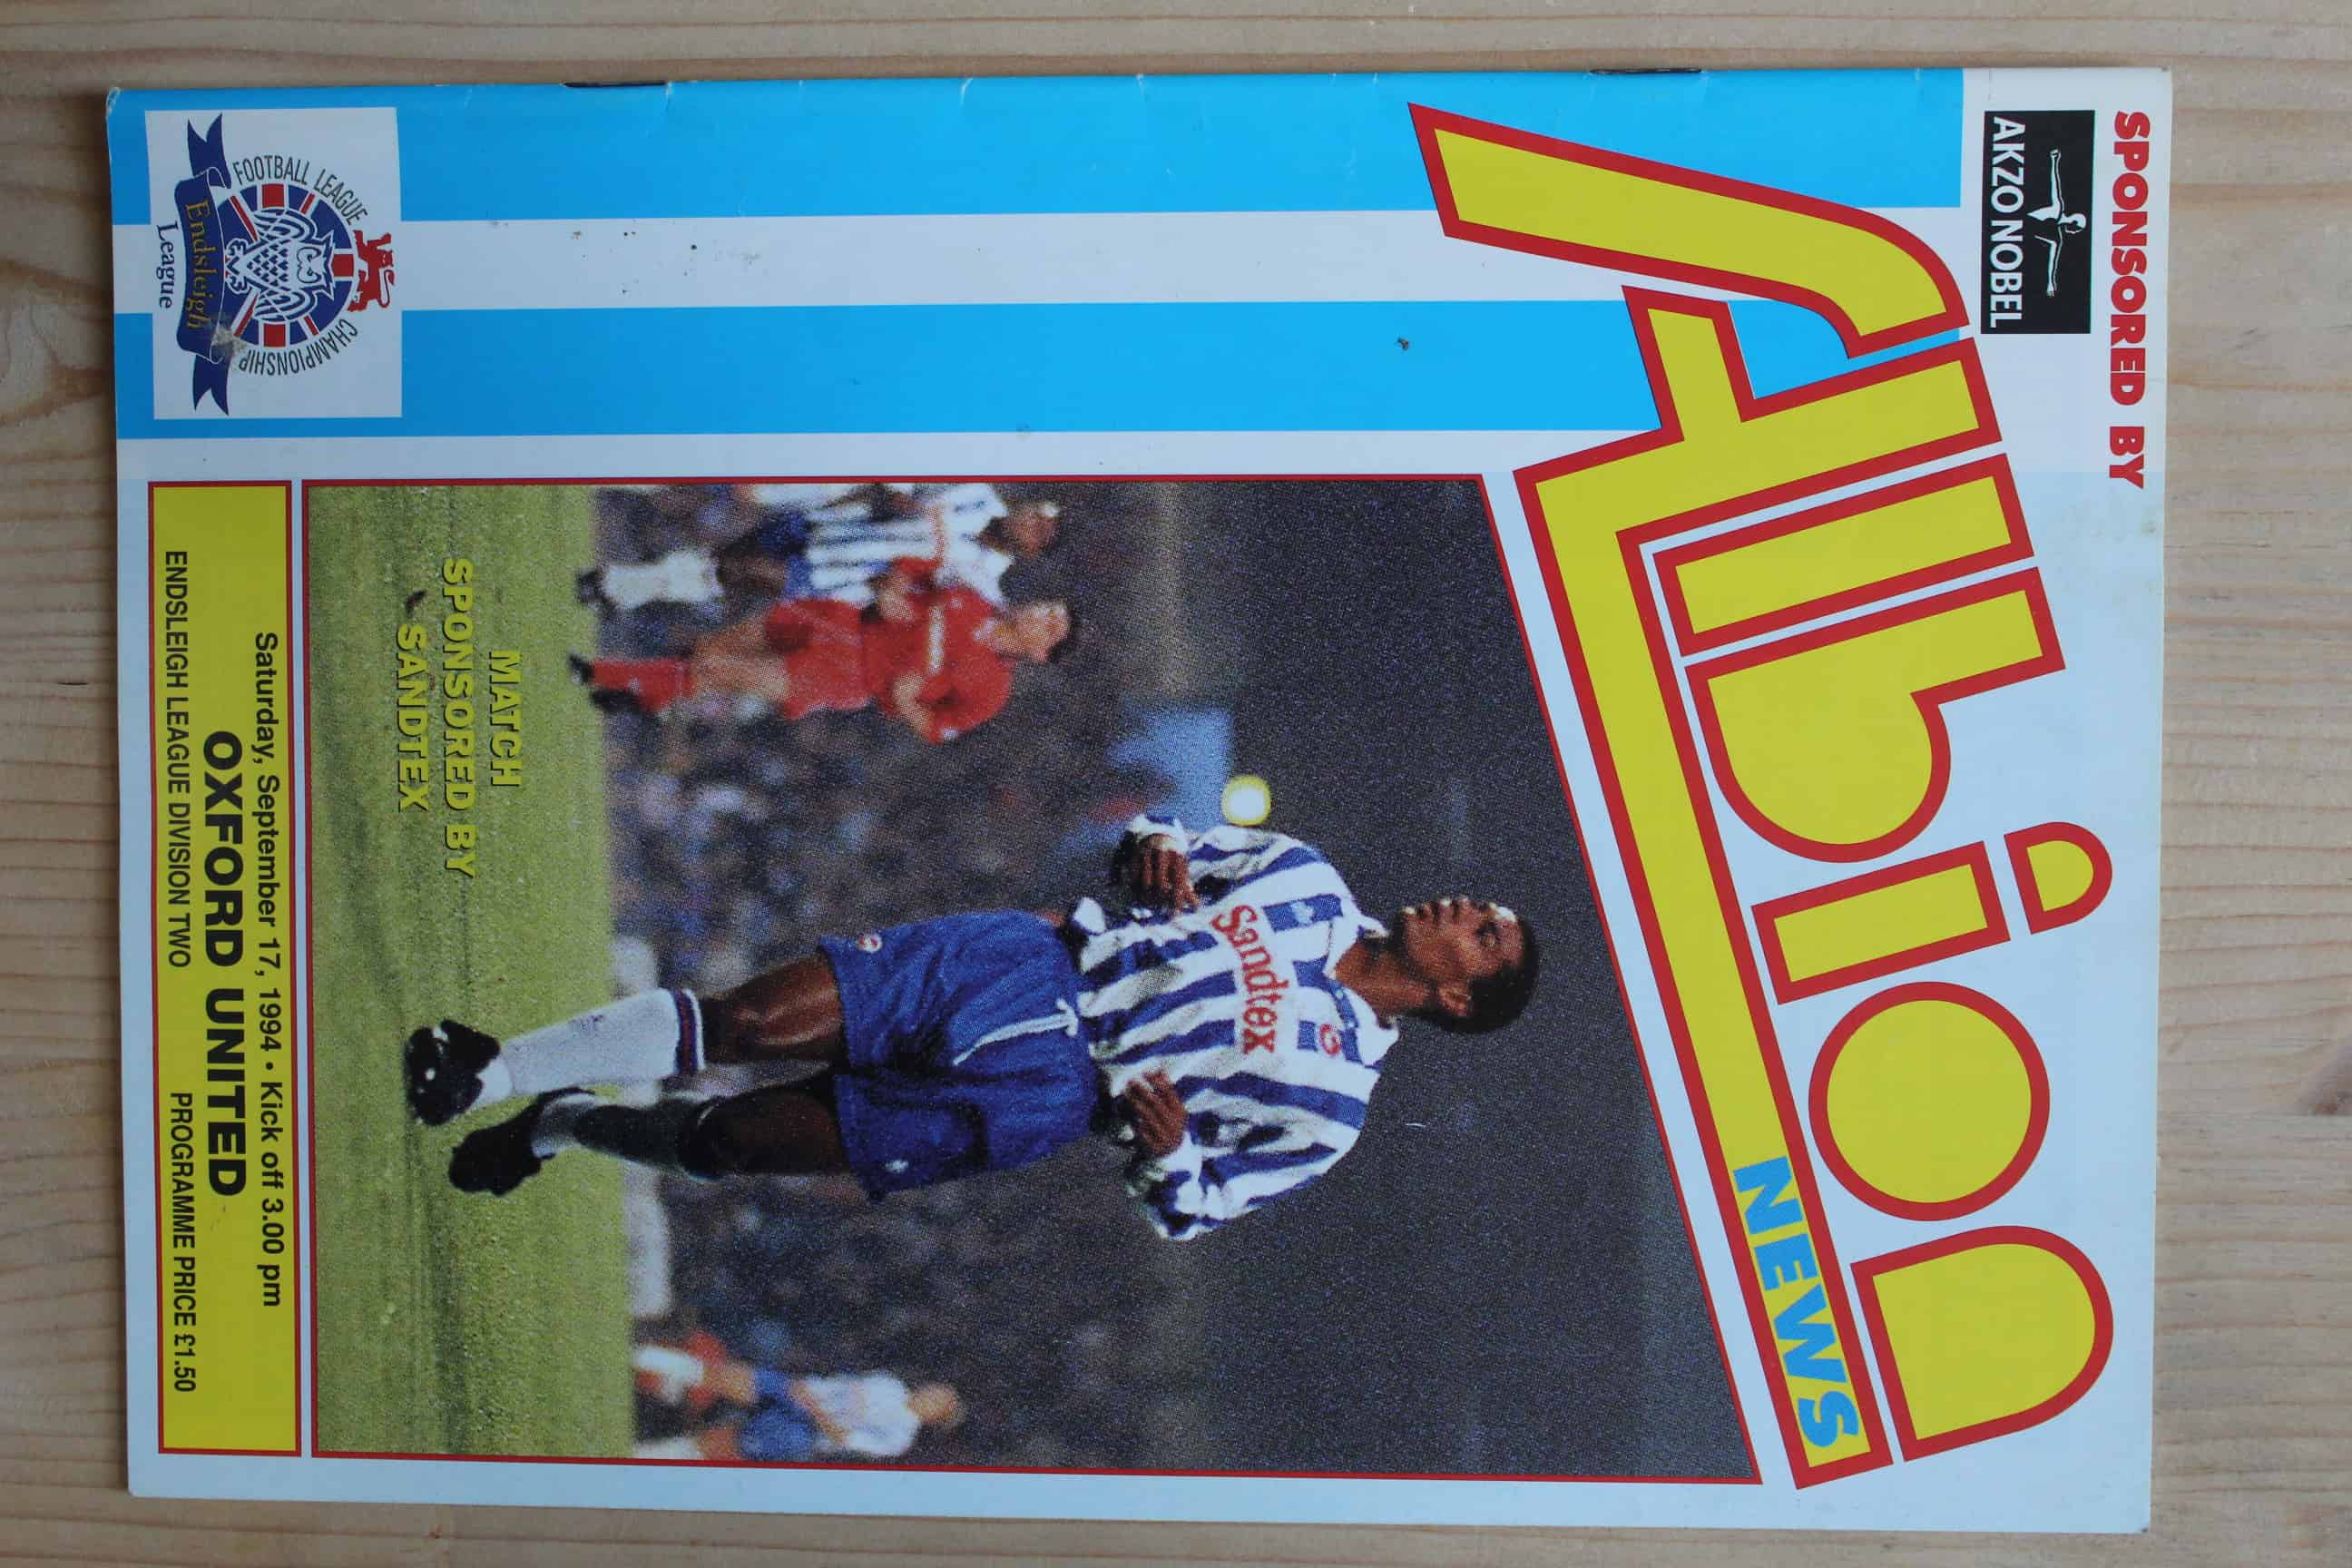 SPONSORED BY
AKZO NOBEL
Albion
NEWS
Sandtex
MATCH
SPONSORED BY
SANDTEX
FOOTBALL LEAGUE
CHAMPIONSHIP
Endsleigh
League
Saturday, September 17, 1994 • Kick off 3.00 pm
OXFORD UNITED
ENDSLEIGH LEAGUE DIVISION TWO PROGRAMME PRICE £1.50